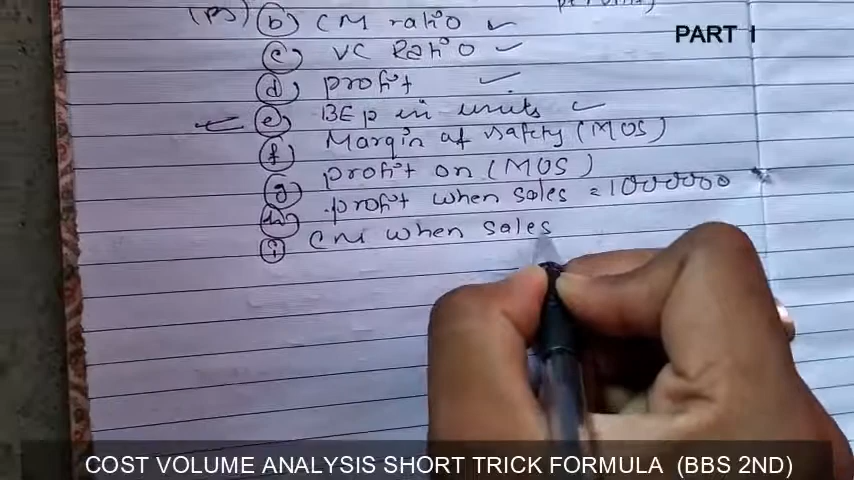 PART I
(B) (b) CM ratio ✓
(c) VC Ratio ✓
(d) profit ✓
(e) BEP in units ✓
(f) Margin of safety (MOS)
(g) profit on (MOS)
(h) profit when sales = 1000000
(i) CM when sales
COST VOLUME ANALYSIS SHORT TRICK FORMULA (BBS 2ND)